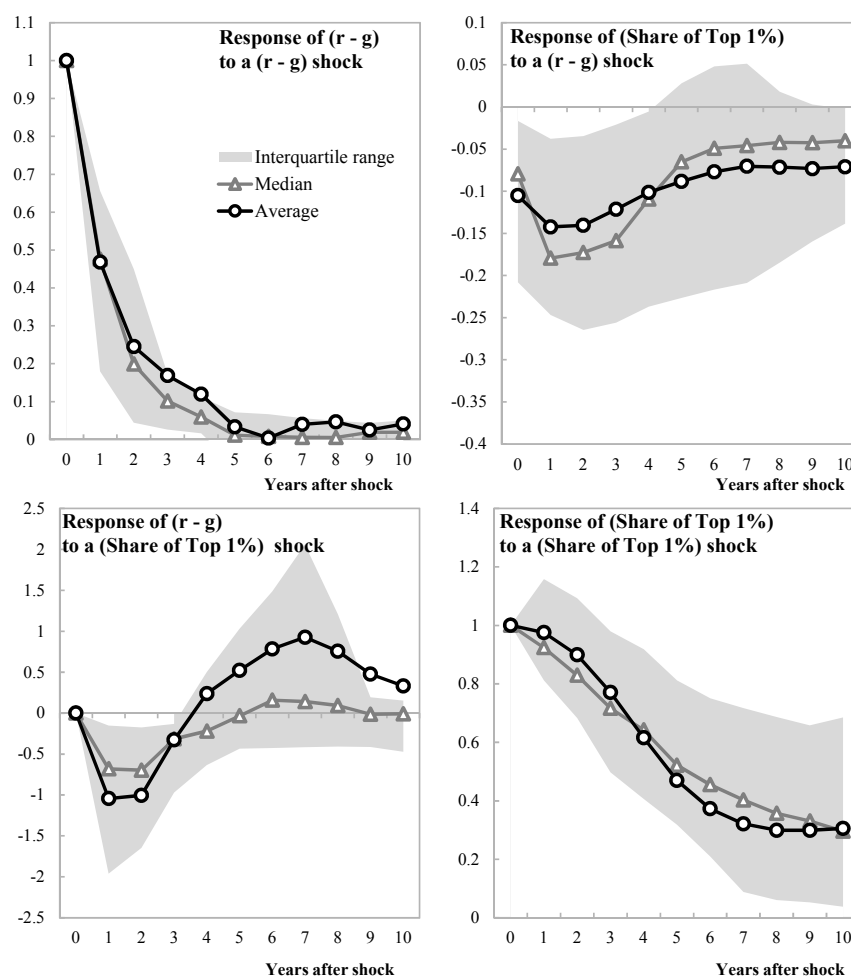 Response of (r - g)
to a (r - g) shock
1.1
1
0.9
0.8
0.7
0.6
0.5
0.4
0.3
0.2
0.1
0
Interquartile range
Median
Average
0 1 2 3 4 5 6 7 8 9 10
Years after shock
Response of (Share of Top 1%)
to a (r - g) shock
0.1
0.05
0
-0.05
-0.1
-0.15
-0.2
-0.25
-0.3
-0.35
-0.4
0 1 2 3 4 5 6 7 8 9 10
Years after shock
Response of (r - g)
to a (Share of Top 1%) shock
2.5
2
1.5
1
0.5
0
-0.5
-1
-1.5
-2
-2.5
0 1 2 3 4 5 6 7 8 9 10
Years after shock
Response of (Share of Top 1%)
to a (Share of Top 1%) shock
1.4
1.2
1
0.8
0.6
0.4
0.2
0
0 1 2 3 4 5 6 7 8 9 10
Years after shock